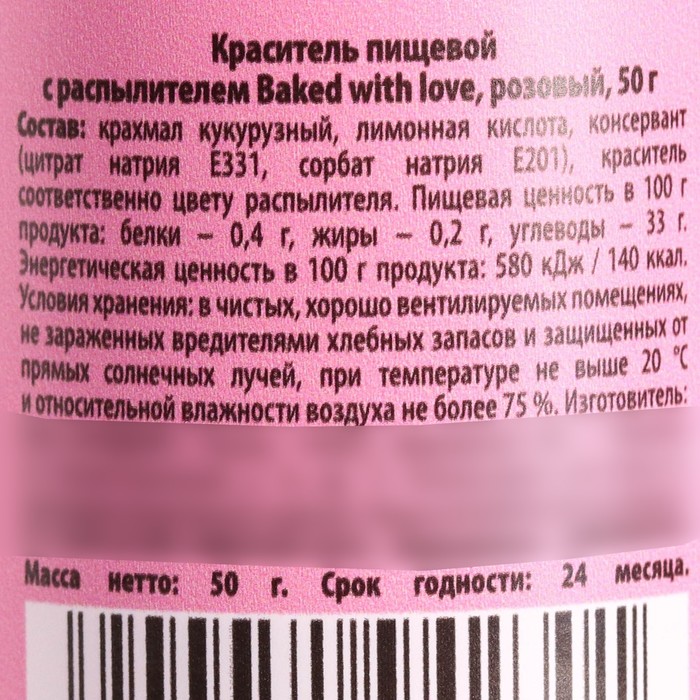 Краситель пищевой
с распылителем Baked with love, розовый, 50 г
Состав: крахмал кукурузный, лимонная кислота, консервант
(цитрат натрия Е331, сорбат натрия Е201), краситель
соответственно цвету распылителя. Пищевая ценность в 100 г
продукта: белки – 0,4 г, жиры – 0,2 г, углеводы – 33 г.
Энергетическая ценность в 100 г продукта: 580 кДж / 140 ккал.
Условия хранения: в чистых, хорошо вентилируемых помещениях,
не зараженных вредителями хлебных запасов и защищенных от
прямых солнечных лучей, при температуре не выше 20 °С
и относительной влажности воздуха не более 75 %. Изготовитель:
Масса нетто: 50 г. Срок годности: 24 месяца.